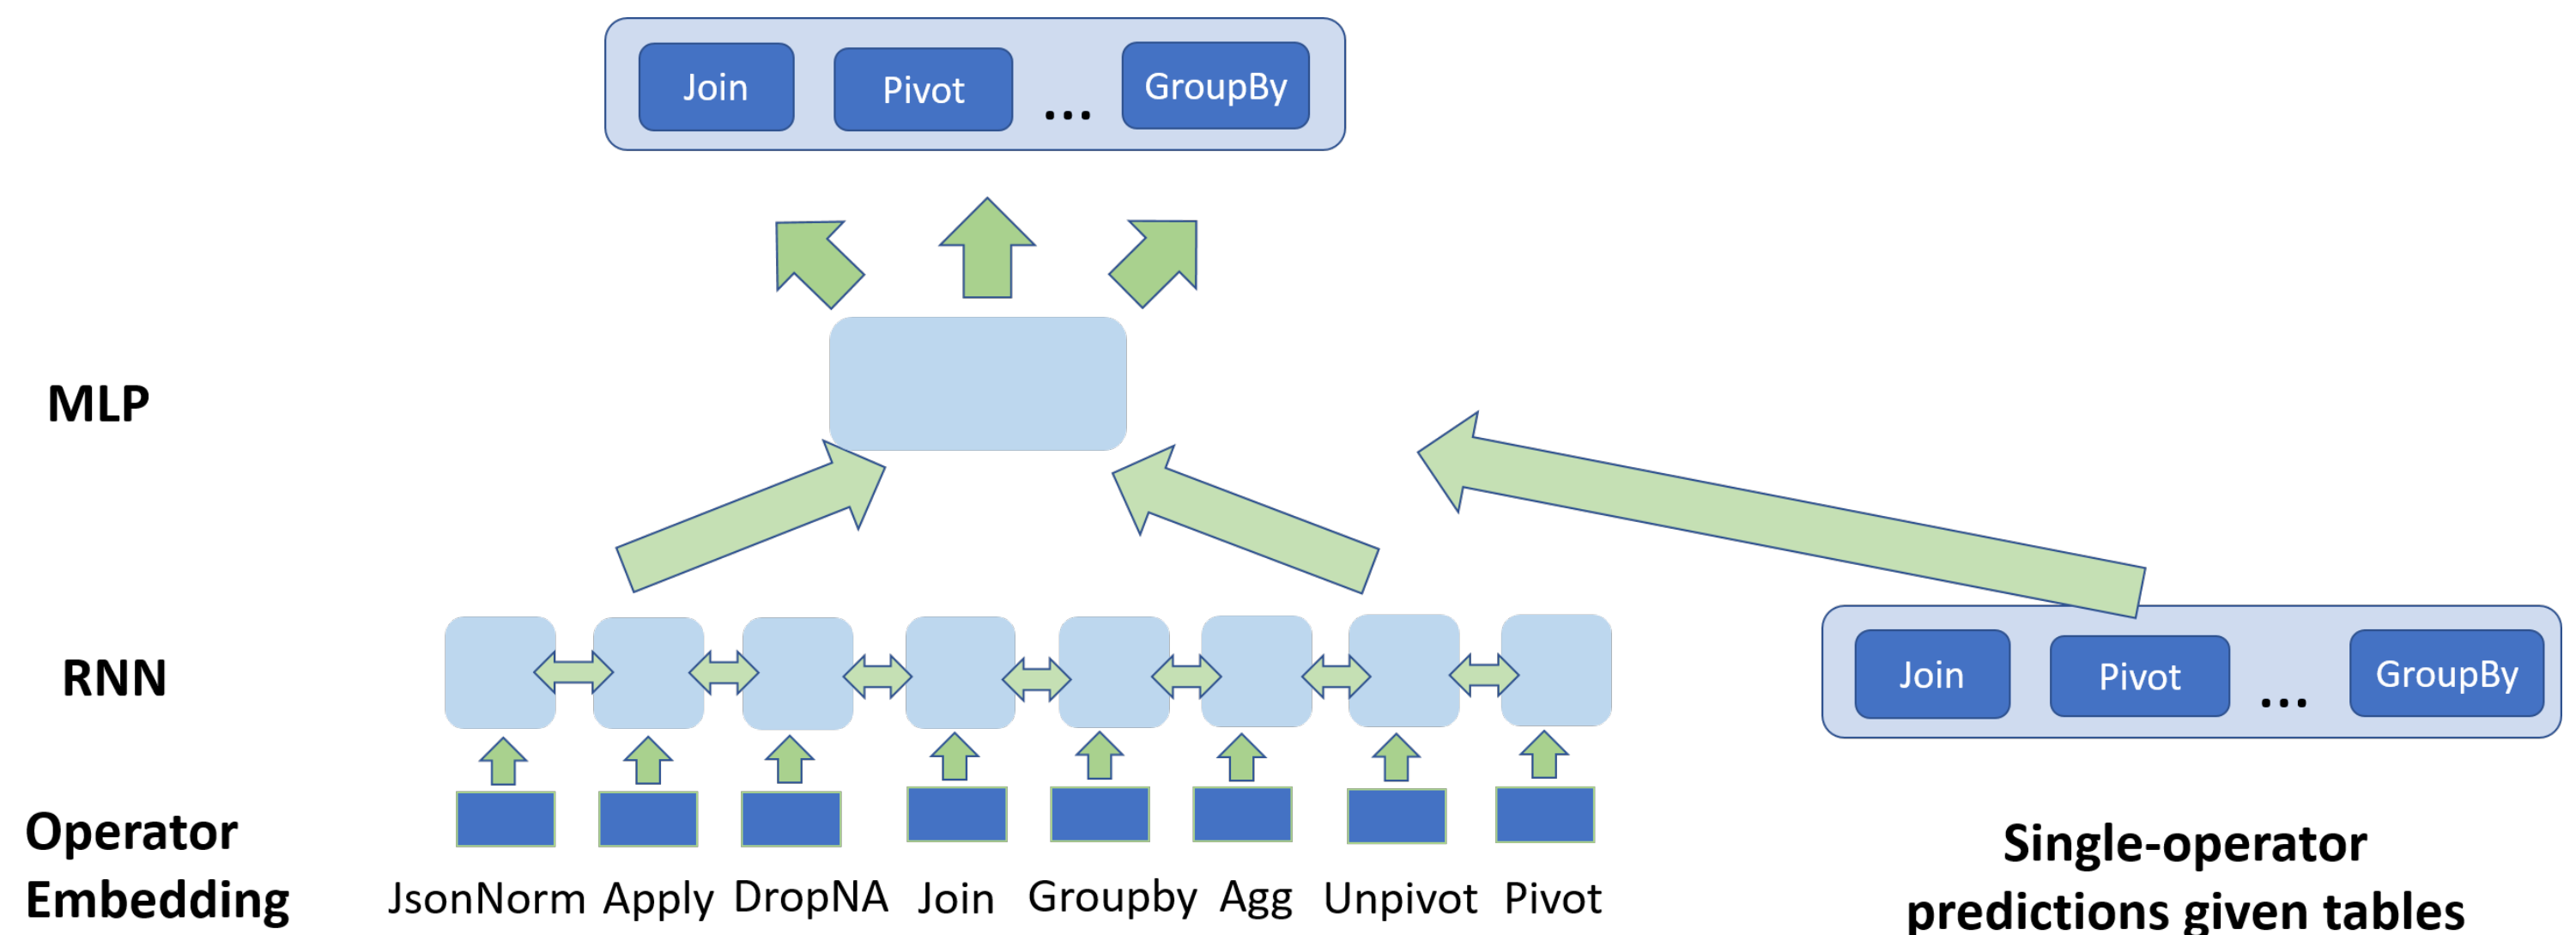 Join Pivot ... GroupBy
MLP
RNN
Join Pivot ... GroupBy
Operator
Embedding
JsonNorm Apply DropNA Join Groupby Agg Unpivot Pivot
Single-operator
predictions given tables